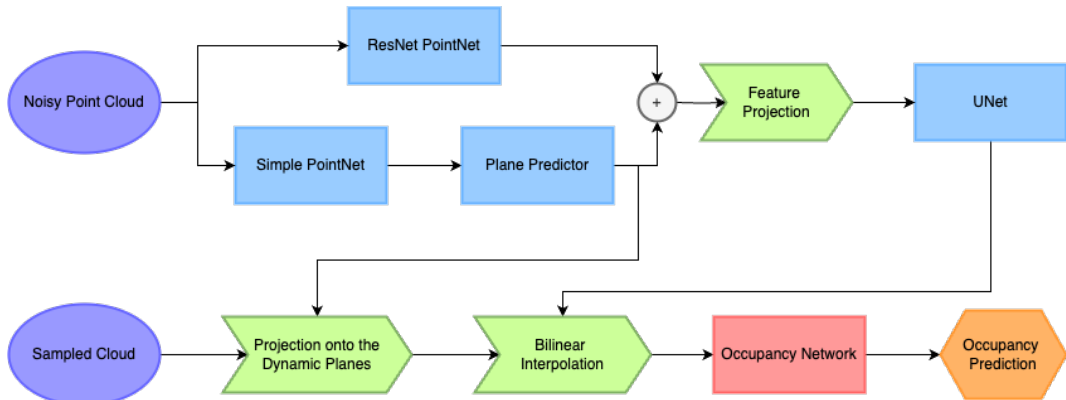 ResNet PointNet
Noisy Point Cloud
+
Feature
Projection
UNet
Simple PointNet
Plane Predictor
Sampled Cloud
Projection onto the
Dynamic Planes
Bilinear
Interpolation
Occupancy Network
Occupancy
Prediction